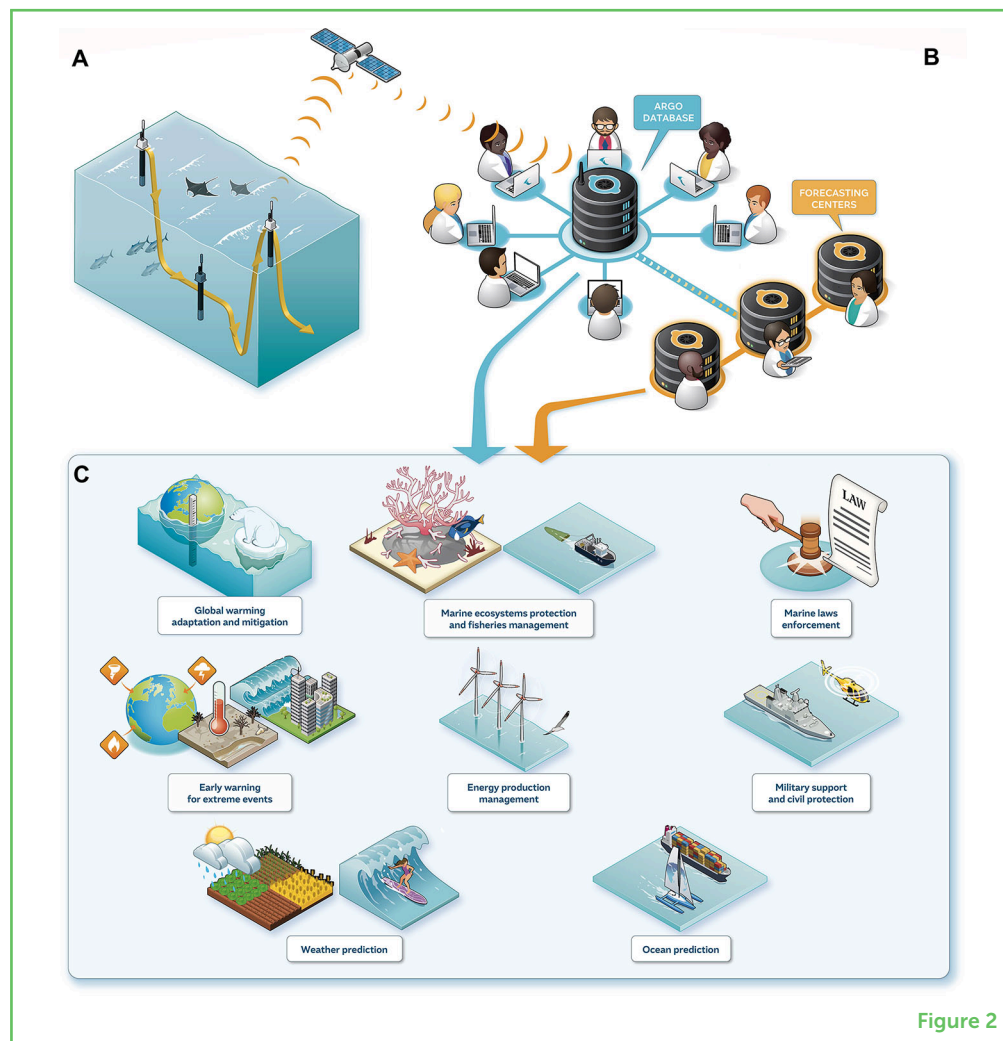 A
B
ARGO
DATABASE
FORECASTING
CENTERS
C
LAW
Global warming
adaptation and mitigation
Marine ecosystems protection
and fisheries management
Marine laws
enforcement
Early warning
for extreme events
Energy production
management
Military support
and civil protection
Weather prediction
Ocean prediction
Figure 2